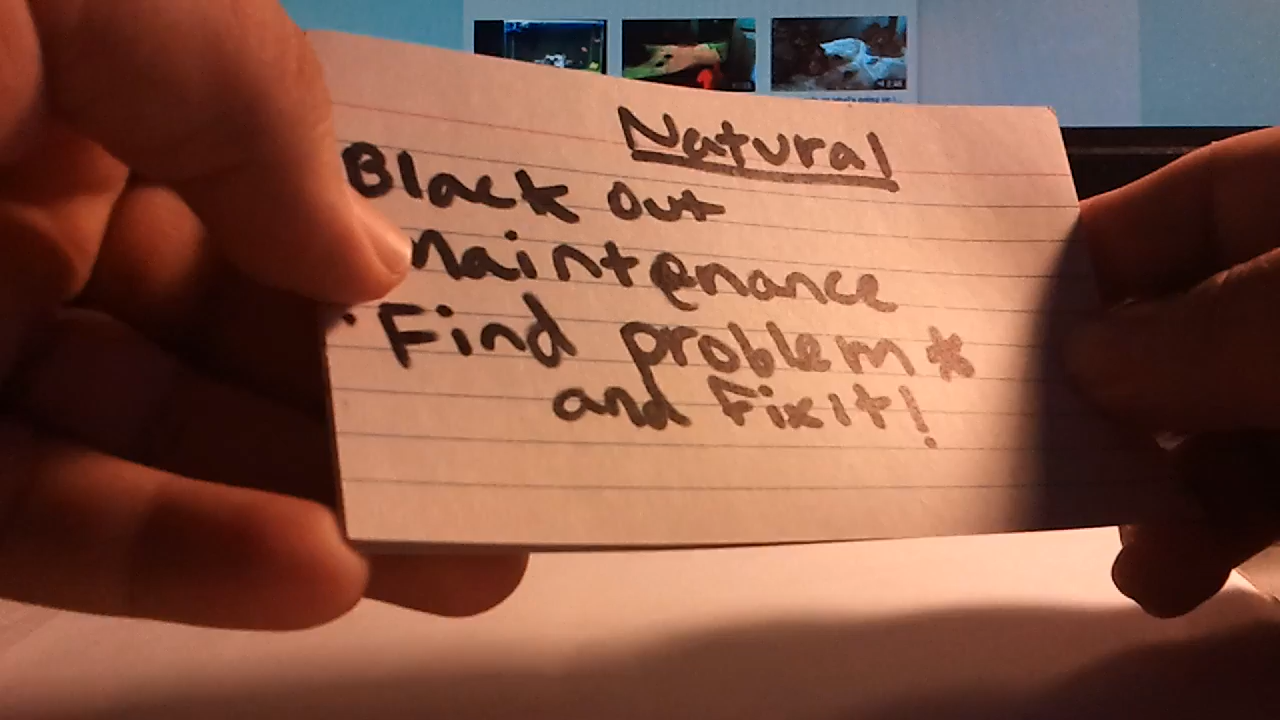 Natural
Black Out
Maintenance
Find problem *
and Fix It!